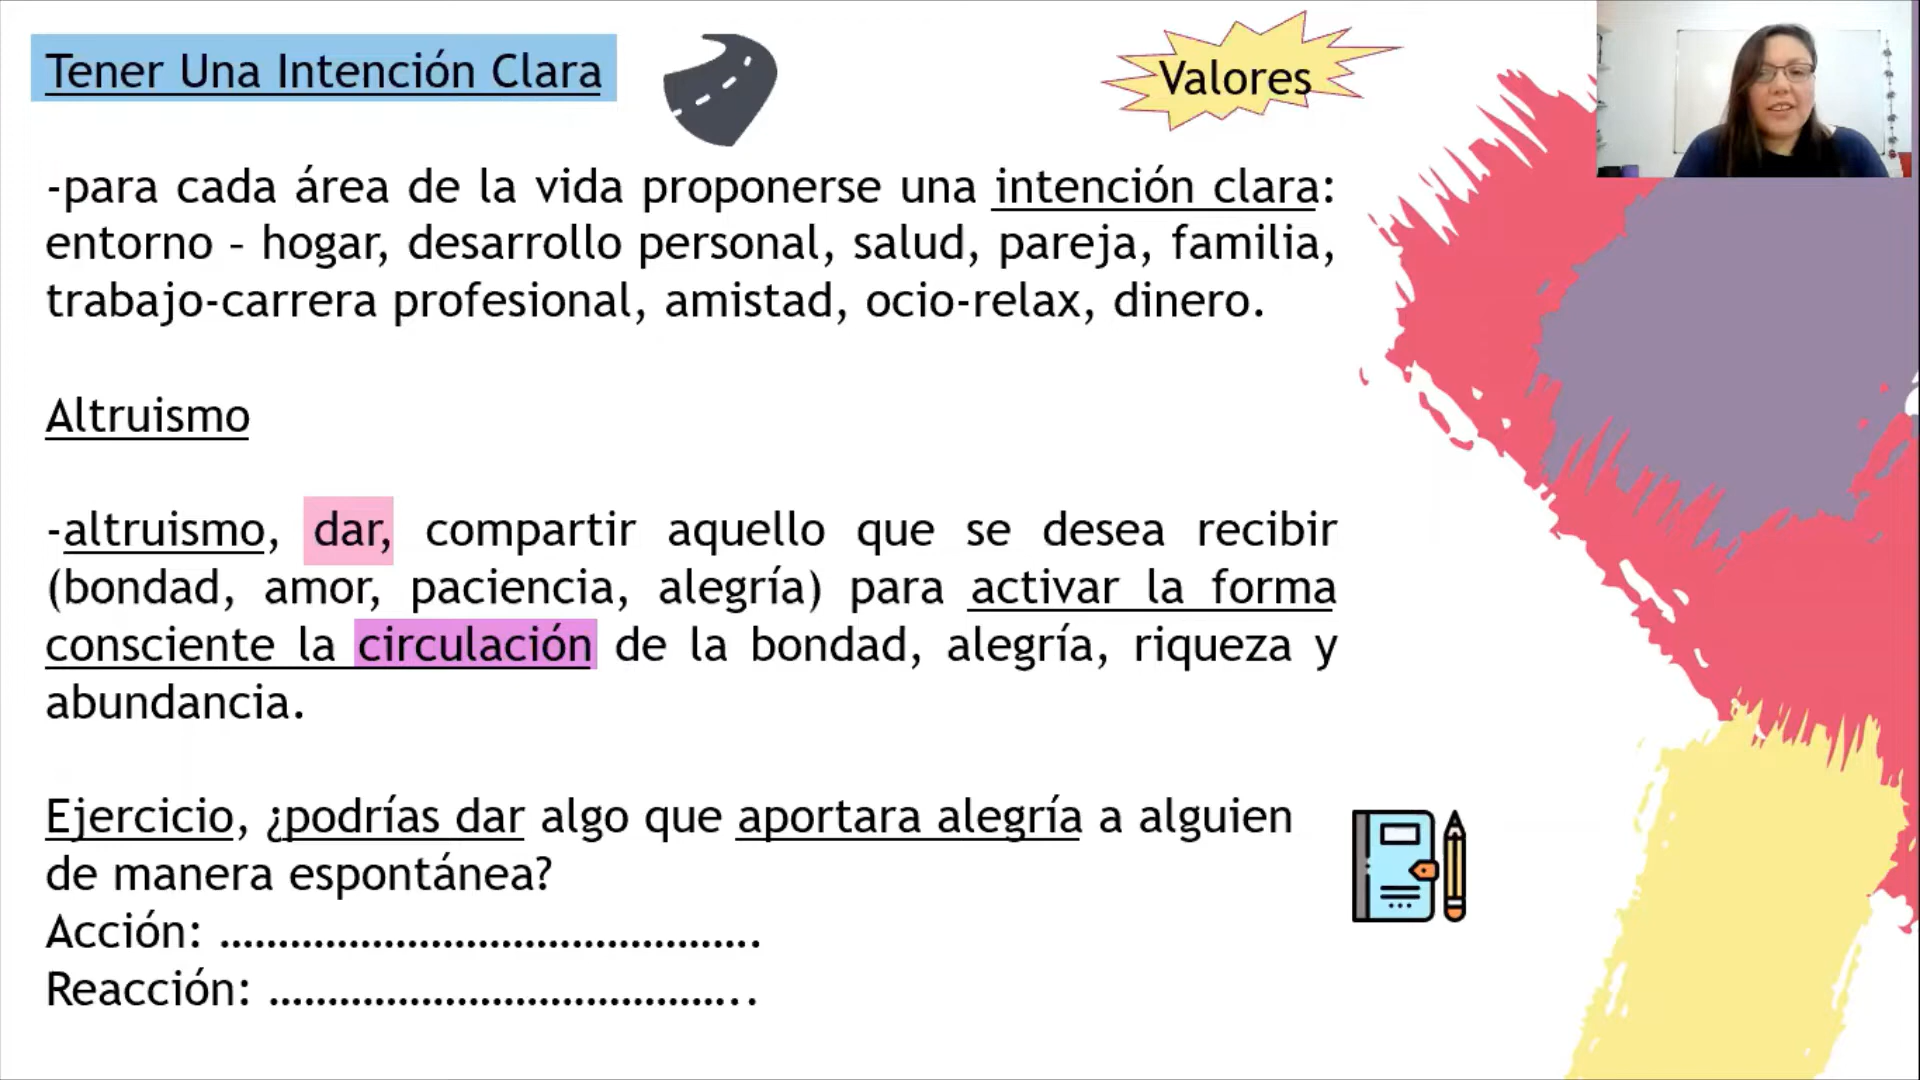 Tener Una Intención Clara
Valores
-para cada área de la vida proponerse una intención clara:
entorno – hogar, desarrollo personal, salud, pareja, familia,
trabajo-carrera profesional, amistad, ocio-relax, dinero.
Altruismo
-altruismo, dar, compartir aquello que se desea recibir
(bondad, amor, paciencia, alegría) para activar la forma
consciente la circulación de la bondad, alegría, riqueza y
abundancia.
Ejercicio, ¿podrías dar algo que aportara alegría a alguien
de manera espontánea?
Acción: ……………………………………………….
Reacción: ………………………………………..